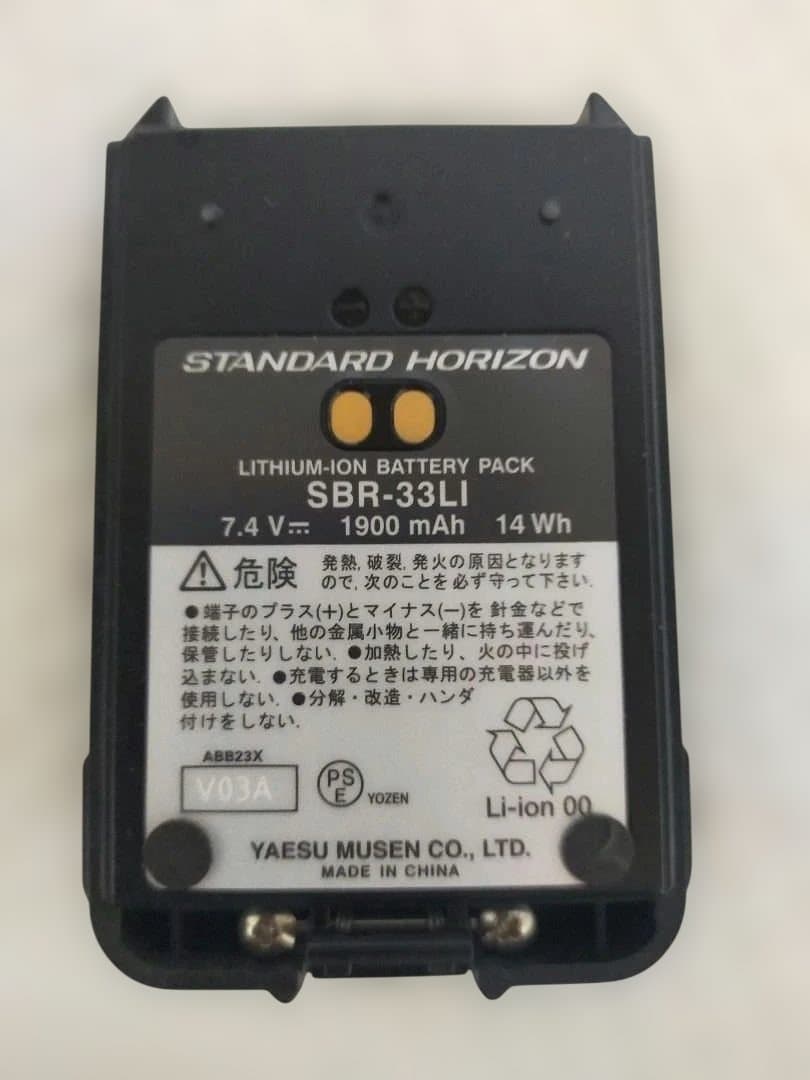 STANDARD HORIZON
LITHIUM-ION BATTERY PACK
SBR-33LI
7.4 V⎓ 1900 mAh 14 Wh
危険
発熱, 破裂, 発火の原因となります
ので, 次のことを必ず守って下さい.
●端子のプラス(+)とマイナス(−)を 針金などで
接続したり、他の金属小物と一緒に持ち運んだり、
保管したりしない. ●加熱したり、火の中に投げ
込まない. ●充電するときは専用の充電器以外を
使用しない. ●分解・改造・ハンダ
付けをしない.
ABB23X
V03A
PS
E
YOZEN
Li-ion 00
YAESU MUSEN CO., LTD.
MADE IN CHINA